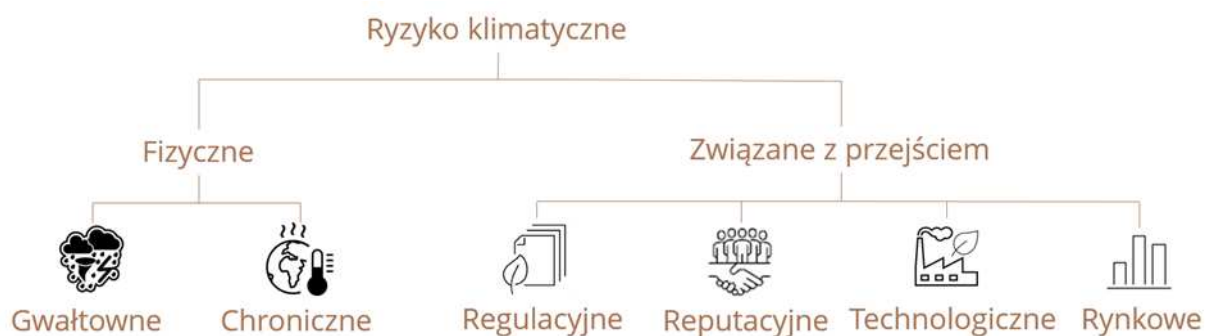 Ryzyko klimatyczne
Fizyczne
Związane z przejściem
Gwałtowne
Chroniczne
Regulacyjne
Reputacyjne
Technologiczne
Rynkowe